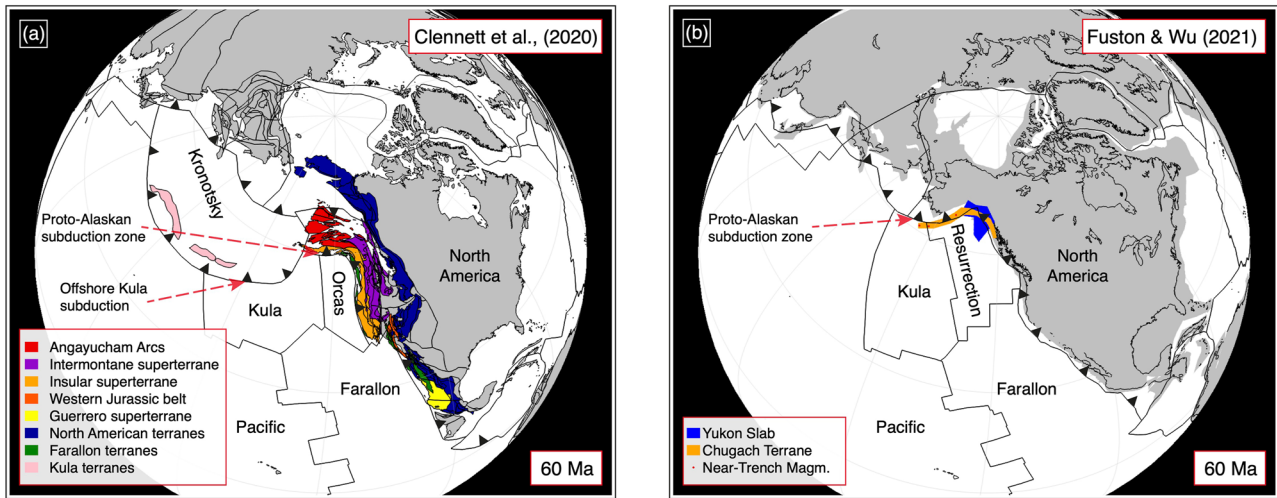 (a)
Clennett et al., (2020)
Kronotsky
Proto-Alaskan
subduction zone
Offshore Kula
subduction
Kula
Orcas
North
America
Farallon
Pacific
Angayucham Arcs
Intermontane superterrane
Insular superterrane
Western Jurassic belt
Guerrero superterrane
North American terranes
Farallon terranes
Kula terranes
60 Ma
(b)
Fuston & Wu (2021)
Proto-Alaskan
subduction zone
Resurrection
Kula
North
America
Farallon
Pacific
Yukon Slab
Chugach Terrane
Near-Trench Magm.
60 Ma